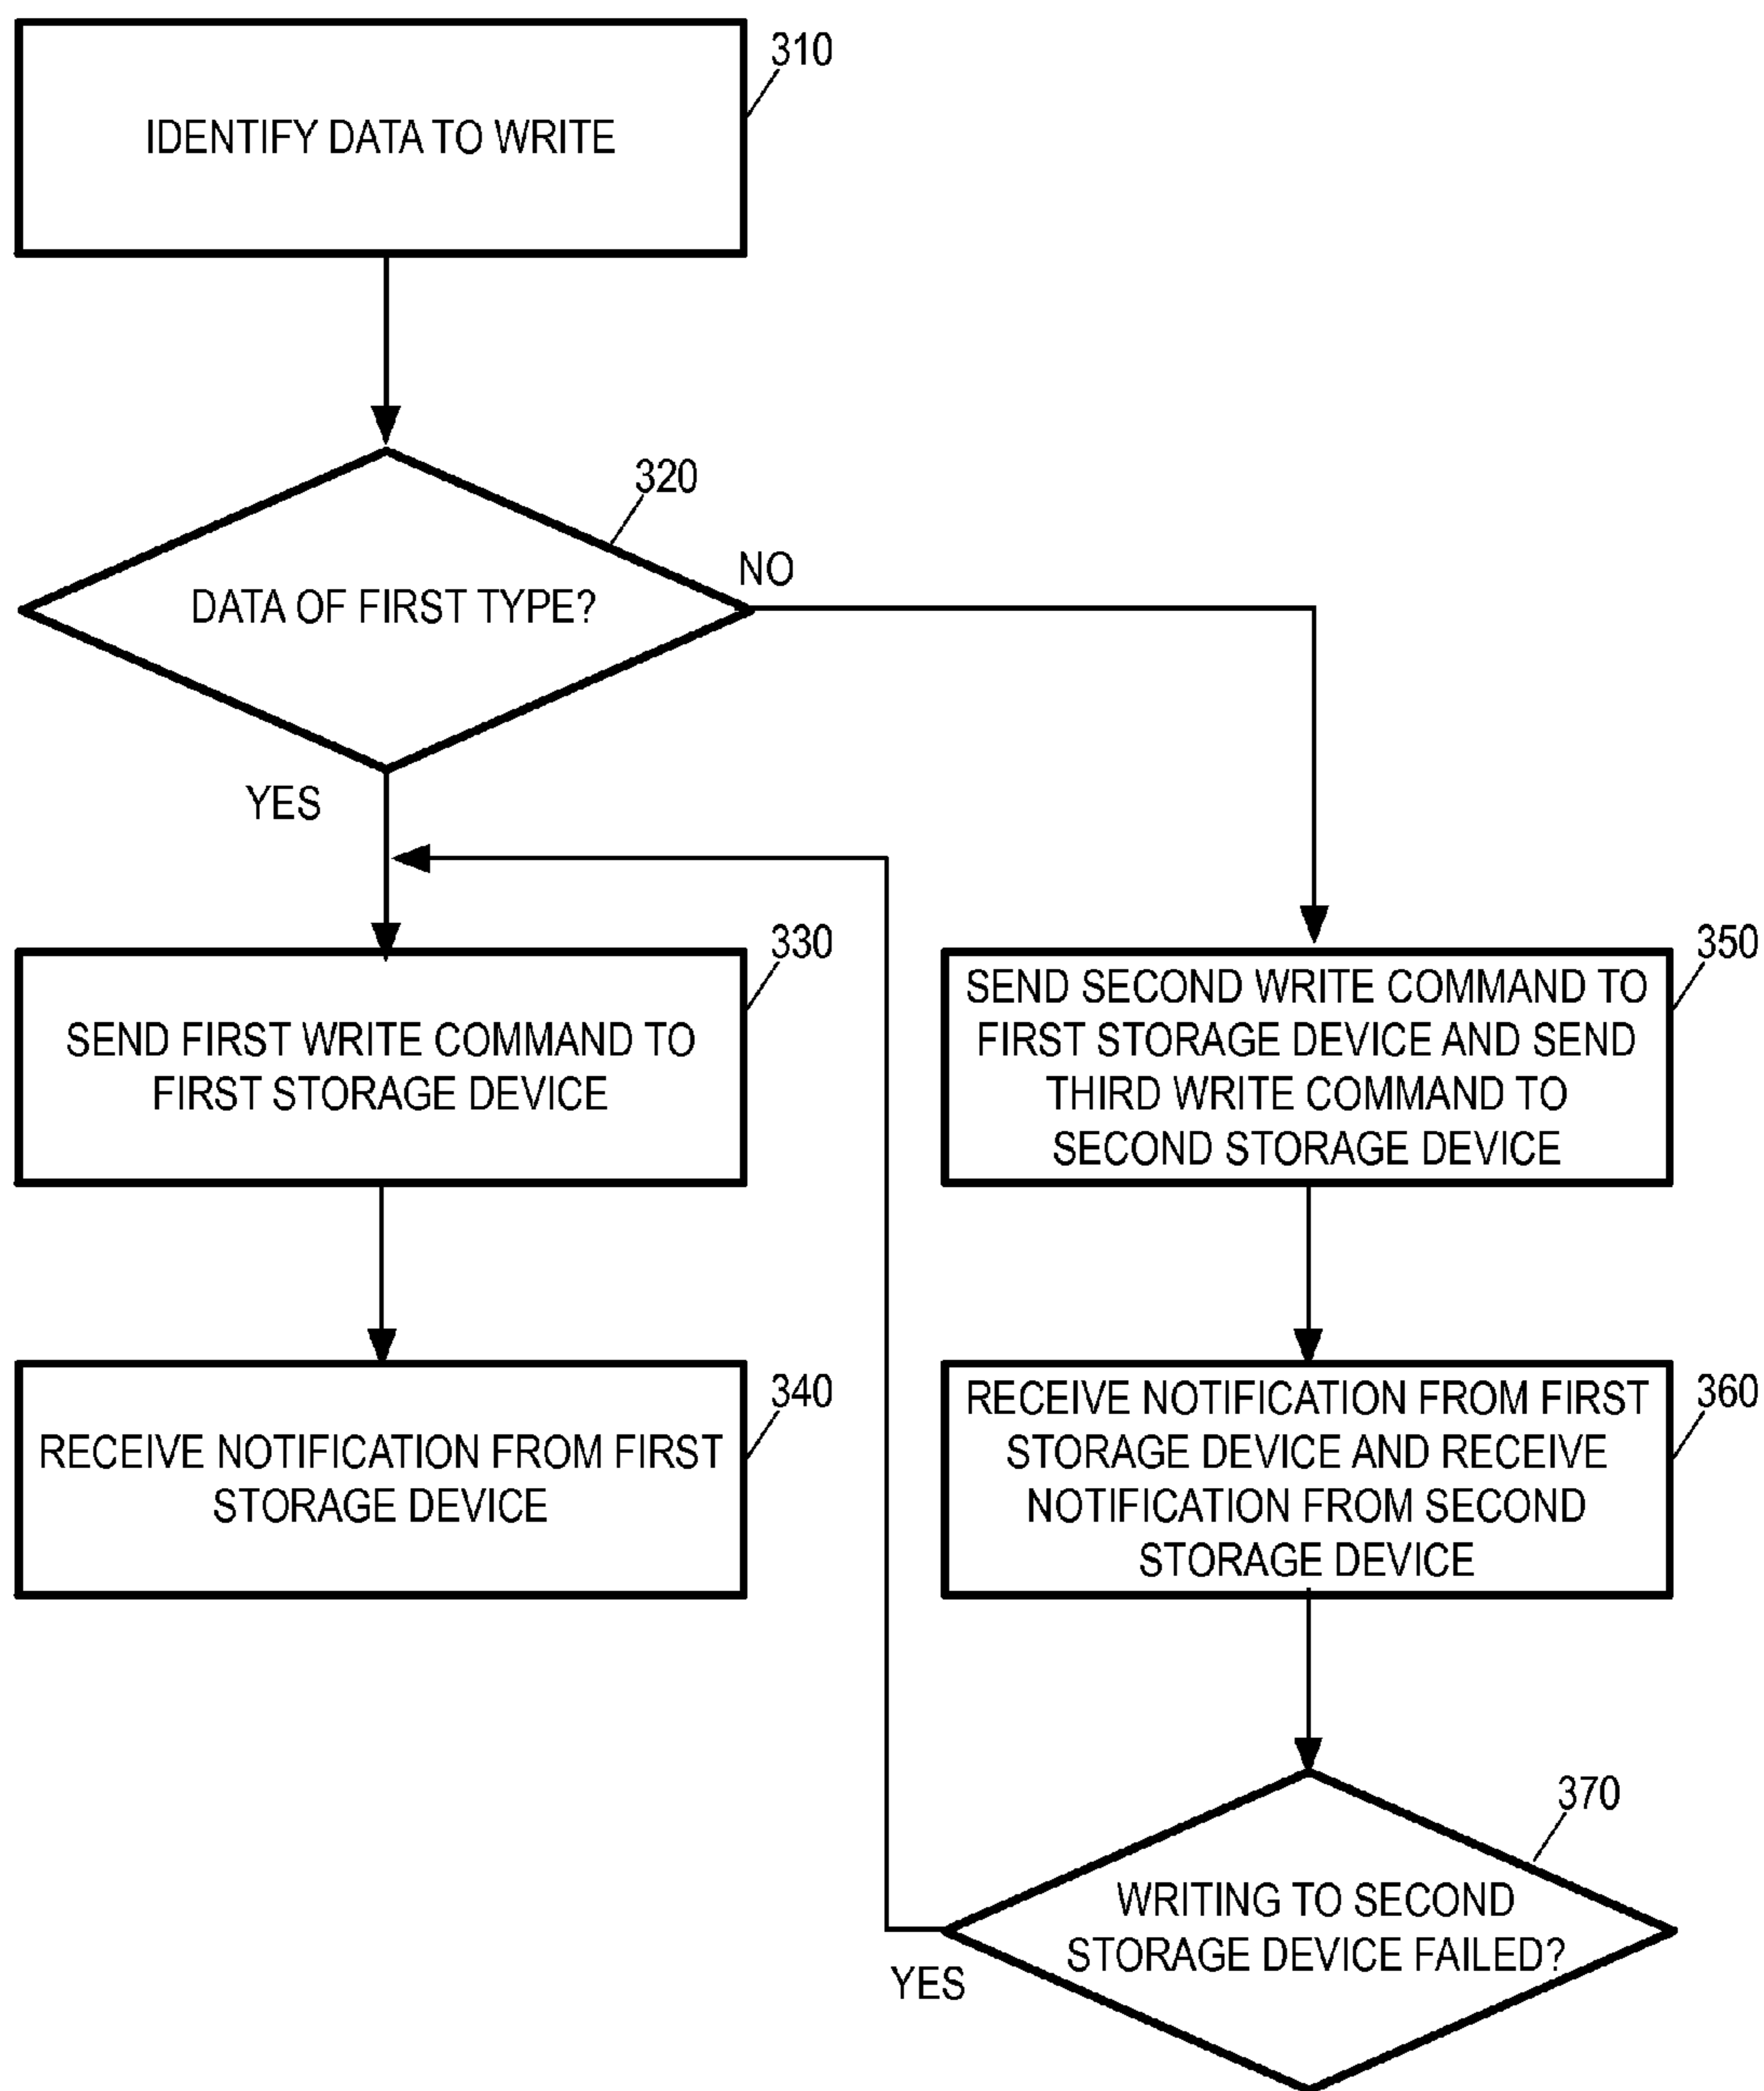 310
IDENTIFY DATA TO WRITE
320
DATA OF FIRST TYPE?
NO
YES
330
SEND FIRST WRITE COMMAND TO
FIRST STORAGE DEVICE
340
RECEIVE NOTIFICATION FROM FIRST
STORAGE DEVICE
350
SEND SECOND WRITE COMMAND TO
FIRST STORAGE DEVICE AND SEND
THIRD WRITE COMMAND TO
SECOND STORAGE DEVICE
360
RECEIVE NOTIFICATION FROM FIRST
STORAGE DEVICE AND RECEIVE
NOTIFICATION FROM SECOND
STORAGE DEVICE
370
WRITING TO SECOND
STORAGE DEVICE FAILED?
YES